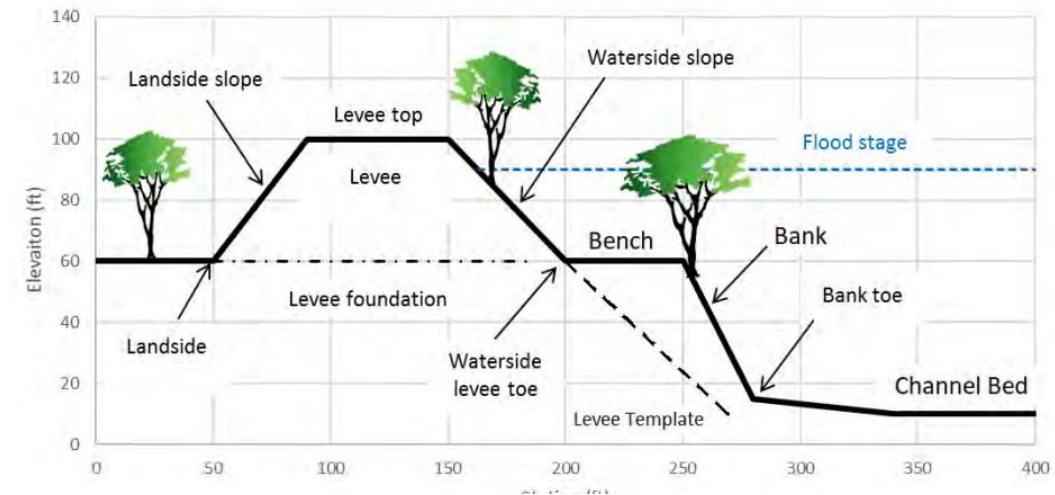 140
120
100
80
60
40
20
0
Elevaiton (ft)
Landside slope
Levee top
Waterside slope
Flood stage
Levee
Bench
Bank
Levee foundation
Bank toe
Landside
Waterside
levee toe
Channel Bed
Levee Template
0 50 100 150 200 250 300 350 400